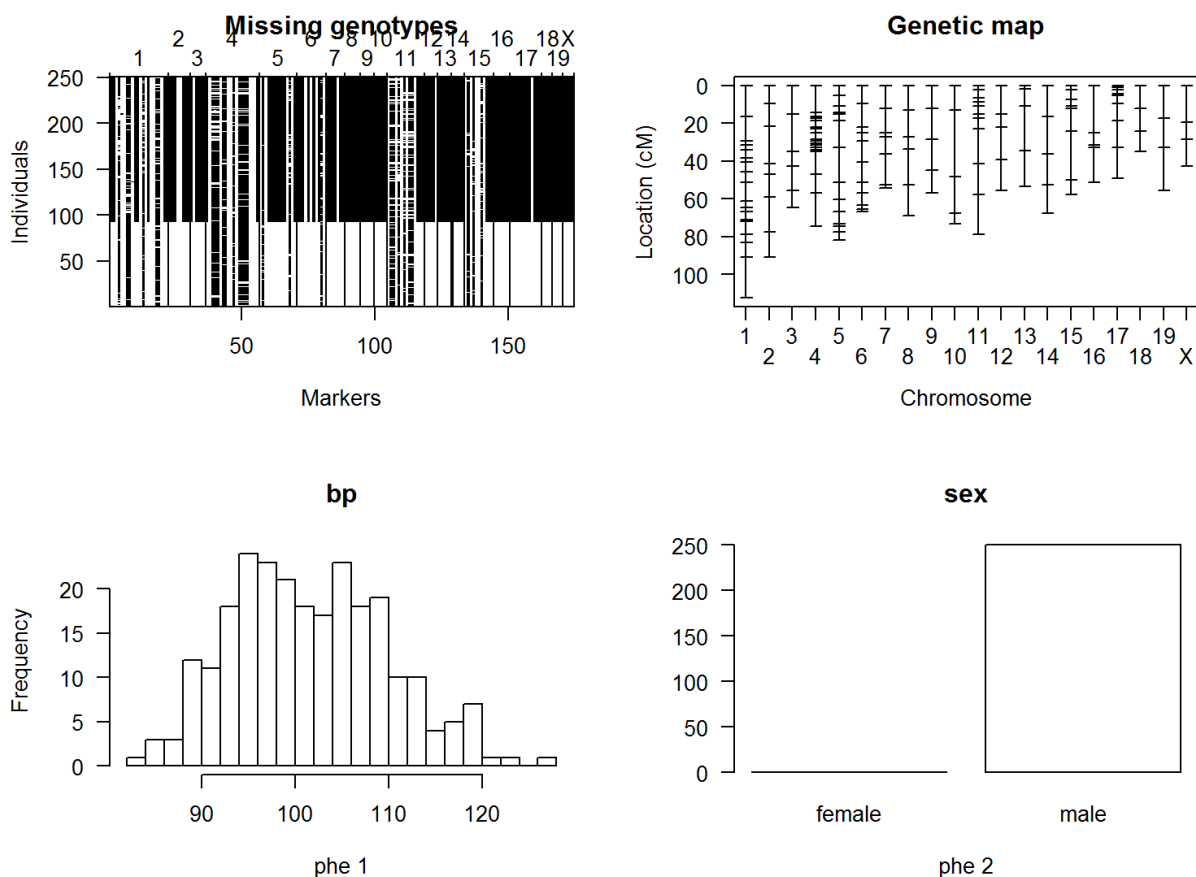 Missing genotypes
2 4 6 8 10 12 14 16 18 X
1 3 5 7 9 11 13 15 17 19
Individuals
250
200
150
100
50
50 100 150
Markers
Genetic map
Location (cM)
0
20
40
60
80
100
1 3 5 7 9 11 13 15 17 19
2 4 6 8 10 12 14 16 18 X
Chromosome
bp
Frequency
20
15
10
5
0
90 100 110 120
phe 1
sex
250
200
150
100
50
0
female male
phe 2